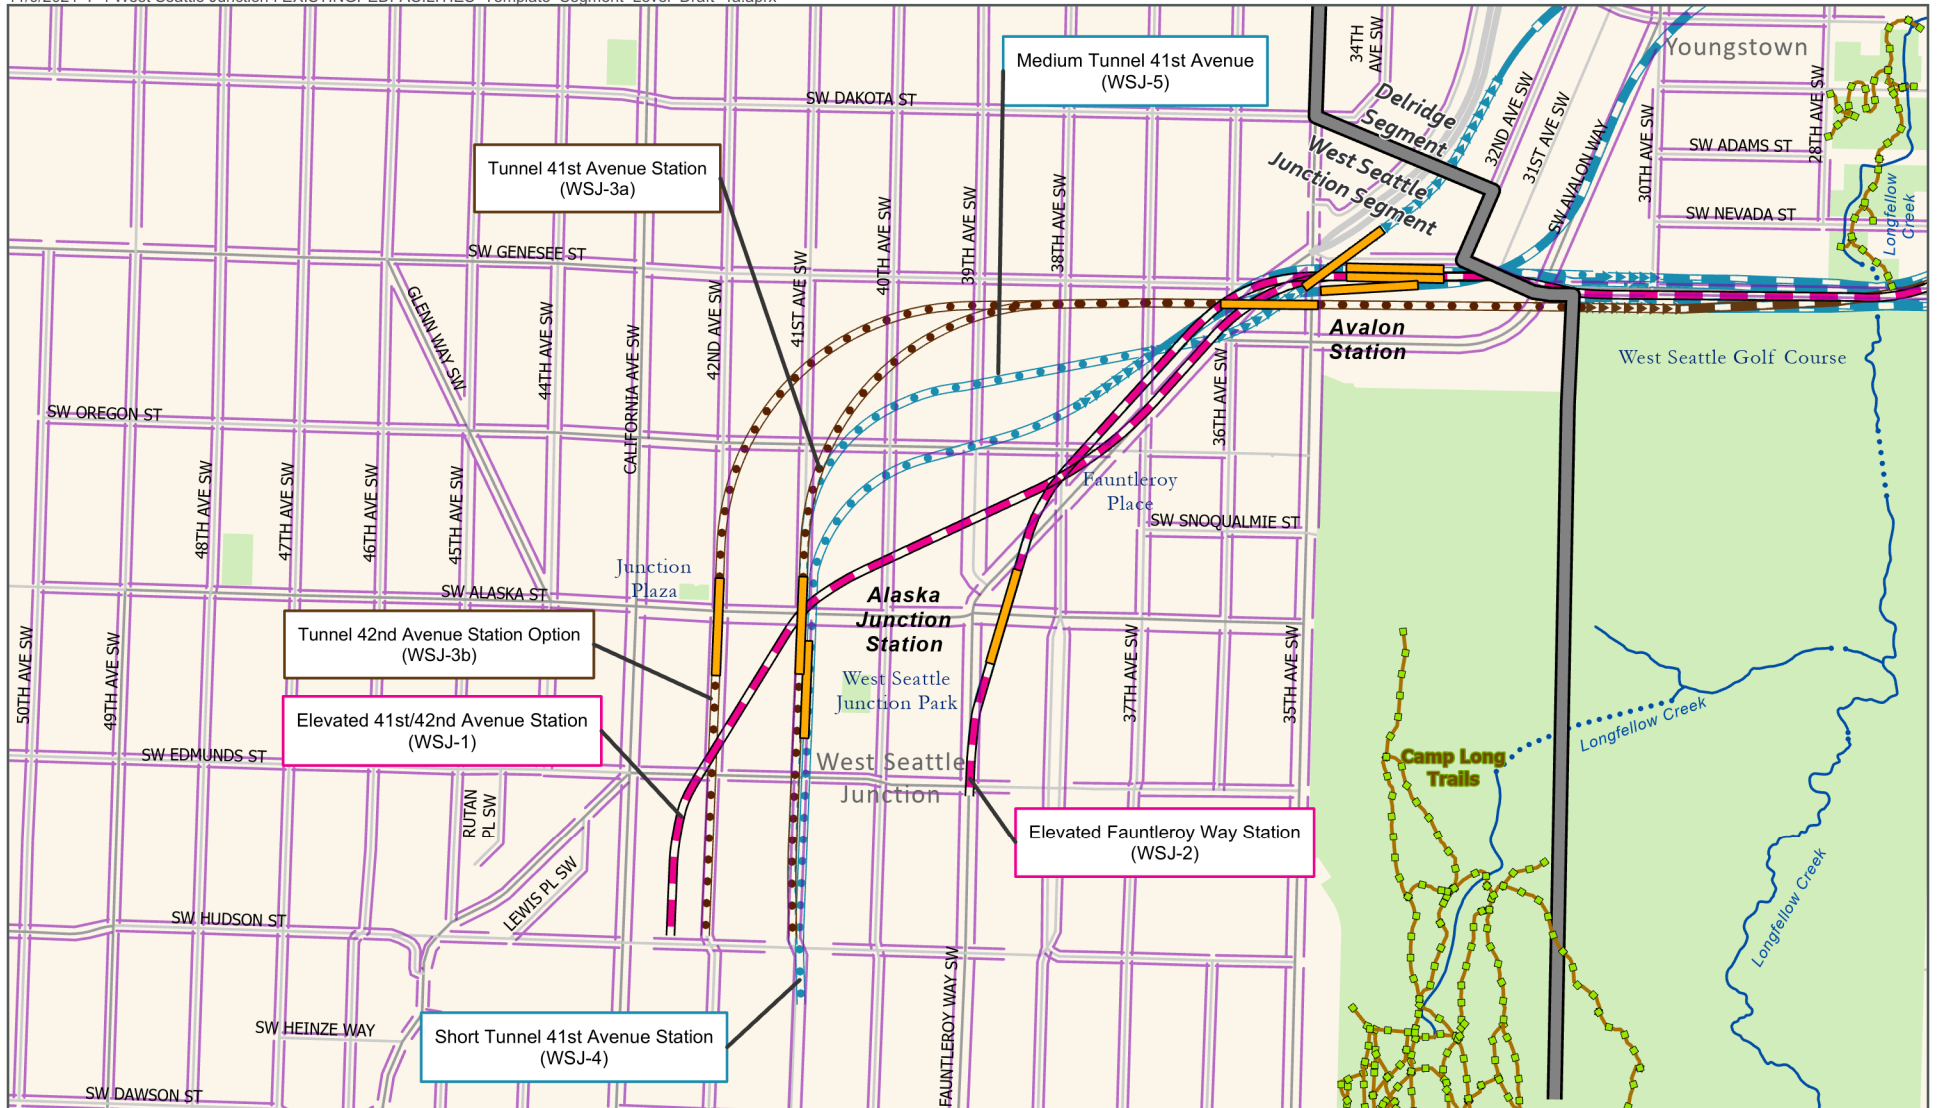 Medium Tunnel 41st Avenue
(WSJ-5)
Tunnel 41st Avenue Station
(WSJ-3a)
Tunnel 42nd Avenue Station Option
(WSJ-3b)
Elevated 41st/42nd Avenue Station
(WSJ-1)
Short Tunnel 41st Avenue Station
(WSJ-4)
Elevated Fauntleroy Way Station
(WSJ-2)
Delridge
Segment
West Seattle
Junction Segment
Youngstown
34TH
AVE SW
32ND AVE SW
31ST AVE SW
SW AVALON WAY
30TH AVE SW
28TH AVE SW
SW ADAMS ST
SW NEVADA ST
Longfellow
Creek
SW DAKOTA ST
SW GENESEE ST
GLENN WAY SW
44TH AVE SW
CALIFORNIA AVE SW
42ND AVE SW
41ST AVE SW
40TH AVE SW
39TH AVE SW
38TH AVE SW
36TH AVE SW
Avalon
Station
West Seattle Golf Course
SW OREGON ST
48TH AVE SW
47TH AVE SW
46TH AVE SW
45TH AVE SW
Fauntleroy
Place
SW SNOQUALMIE ST
Junction
Plaza
SW ALASKA ST
Alaska
Junction
Station
West Seattle
Junction Park
50TH AVE SW
49TH AVE SW
37TH AVE SW
35TH AVE SW
SW EDMUNDS ST
West Seattle
Junction
Longfellow Creek
Camp Long
Trails
RUTAN
PL SW
LEWIS PL SW
SW HUDSON ST
Longfellow Creek
SW HEINZE WAY
FAUNTLEROY WAY SW
SW DAWSON ST